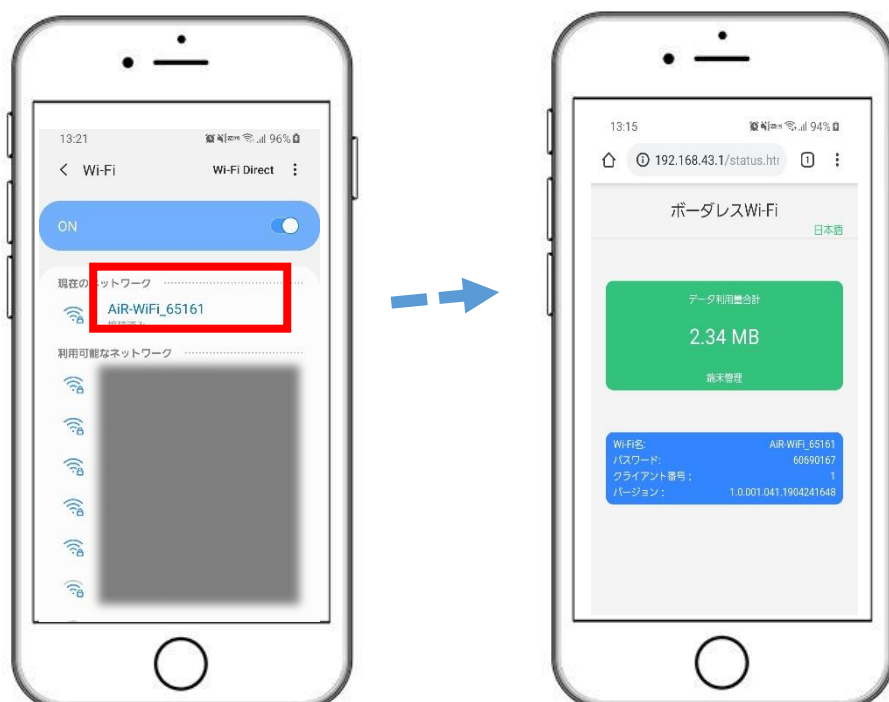 13:21
96%
Wi-Fi
Wi-Fi Direct
ON
現在のネットワーク
AiR-WiFi_65161
接続済み
利用可能なネットワーク
13:15
94%
192.168.43.1/status.ht
1
ボーダレスWi-Fi
日本語
データ利用量合計
2.34 MB
端末管理
Wi-Fi名: AiR-WiFi_65161
パスワード: 60690167
クライアント番号: 1
バージョン: 1.0.001.041.1904241648